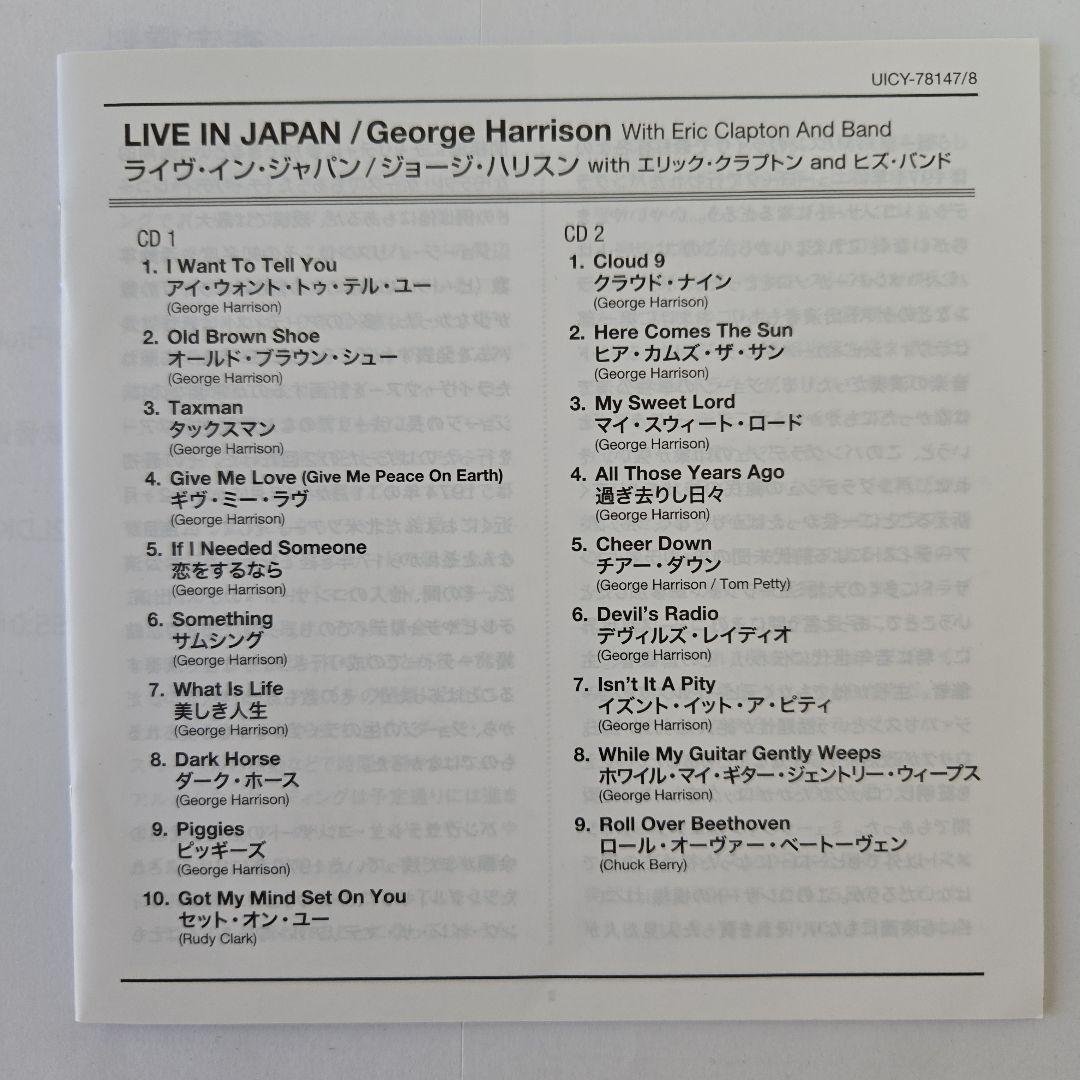 UICY-78147/8
LIVE IN JAPAN / George Harrison With Eric Clapton And Band
ライヴ・イン・ジャパン / ジョージ・ハリスン with エリック・クラプトン and ヒズ・バンド
CD 1
1. I Want To Tell You
アイ・ウォント・トゥ・テル・ユー
(George Harrison)
2. Old Brown Shoe
オールド・ブラウン・シュー
(George Harrison)
3. Taxman
タックスマン
(George Harrison)
4. Give Me Love (Give Me Peace On Earth)
ギヴ・ミー・ラヴ
(George Harrison)
5. If I Needed Someone
恋をするなら
(George Harrison)
6. Something
サムシング
(George Harrison)
7. What Is Life
美しき人生
(George Harrison)
8. Dark Horse
ダーク・ホース
(George Harrison)
9. Piggies
ピッギーズ
(George Harrison)
10. Got My Mind Set On You
セット・オン・ユー
(Rudy Clark)
CD 2
1. Cloud 9
クラウド・ナイン
(George Harrison)
2. Here Comes The Sun
ヒア・カムズ・ザ・サン
(George Harrison)
3. My Sweet Lord
マイ・スウィート・ロード
(George Harrison)
4. All Those Years Ago
過ぎ去りし日々
(George Harrison)
5. Cheer Down
チアー・ダウン
(George Harrison / Tom Petty)
6. Devil's Radio
デヴィルズ・レイディオ
(George Harrison)
7. Isn't It A Pity
イズント・イット・ア・ピティ
(George Harrison)
8. While My Guitar Gently Weeps
ホワイル・マイ・ギター・ジェントリー・ウィープス
(George Harrison)
9. Roll Over Beethoven
ロール・オーヴァー・ベートーヴェン
(Chuck Berry)